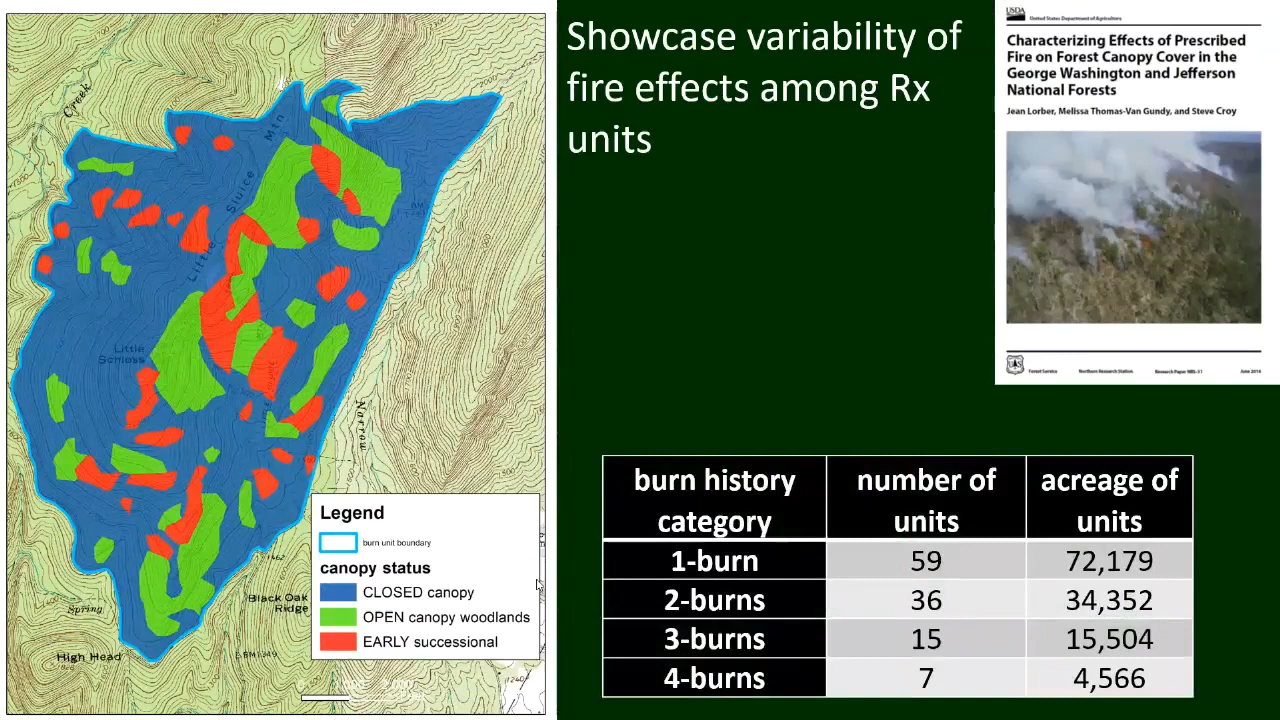 Showcase variability of
fire effects among Rx
units
USDA
United States Department of Agriculture
Characterizing Effects of Prescribed
Fire on Forest Canopy Cover in the
George Washington and Jefferson
National Forests
Jean Lorber, Melissa Thomas-Van Gundy, and Steve Croy
Forest Service
Northern Research Station
Research Paper NRS-31
June 2018
Creek
Little Sluice Mtn
Little
Schloss
Narrow
Black Oak
Ridge
Spring
High Head
Legend
burn unit boundary
canopy status
CLOSED canopy
OPEN canopy woodlands
EARLY successional
burn history category | number of units | acreage of units
1-burn 59 72,179
2-burns 36 34,352
3-burns 15 15,504
4-burns 7 4,566